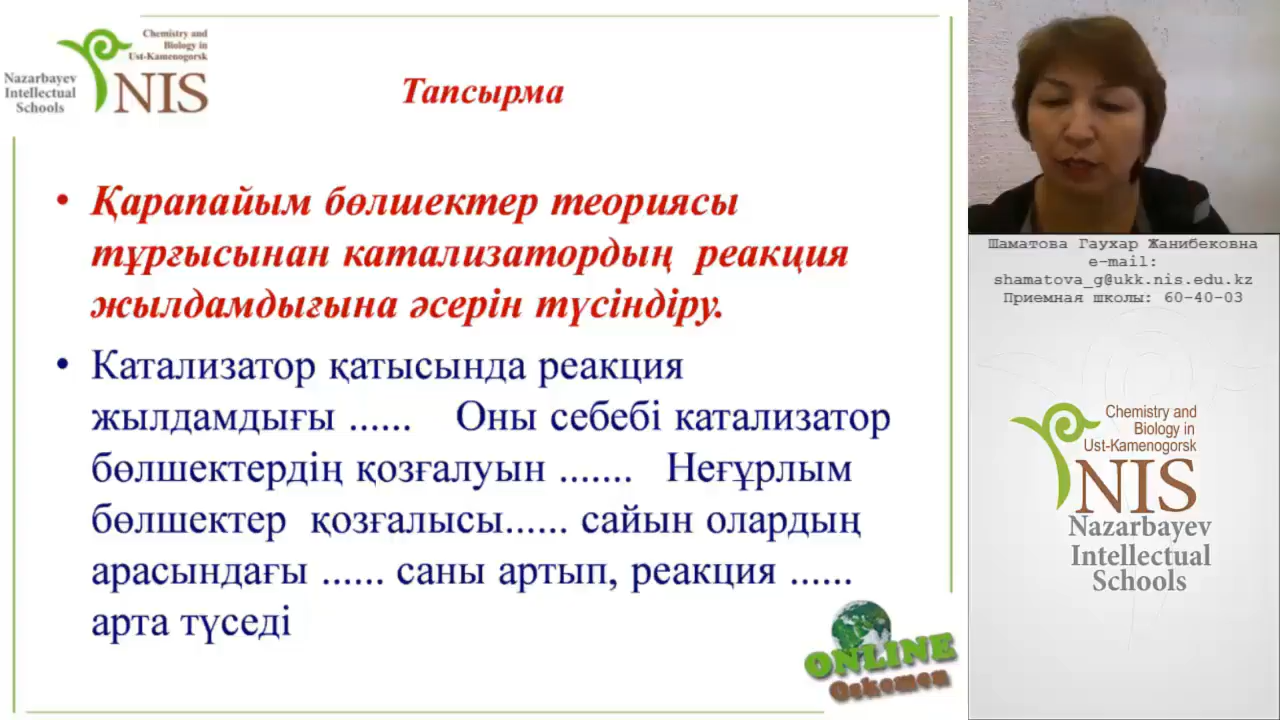 Chemistry and
Biology in
Ust-Kamenogorsk
Nazarbayev
Intellectual
Schools
NIS
Тапсырма
• Қарапайым бөлшектер теориясы
тұрғысынан катализатордың реакция
жылдамдығына әсерін түсіндіру.
• Катализатор қатысында реакция
жылдамдығы ...... Оны себебі катализатор
бөлшектердің қозғалуын ....... Неғұрлым
бөлшектер қозғалысы...... сайын олардың
арасындағы ...... саны артып, реакция ......
арта түседі
ONLINE
Oskemen
Шаматова Гаухар Жанибековна
e-mail:
shamatova_g@ukk.nis.edu.kz
Приемная школы: 60-40-03
Chemistry and
Biology in
Ust-Kamenogorsk
NIS
Nazarbayev
Intellectual
Schools